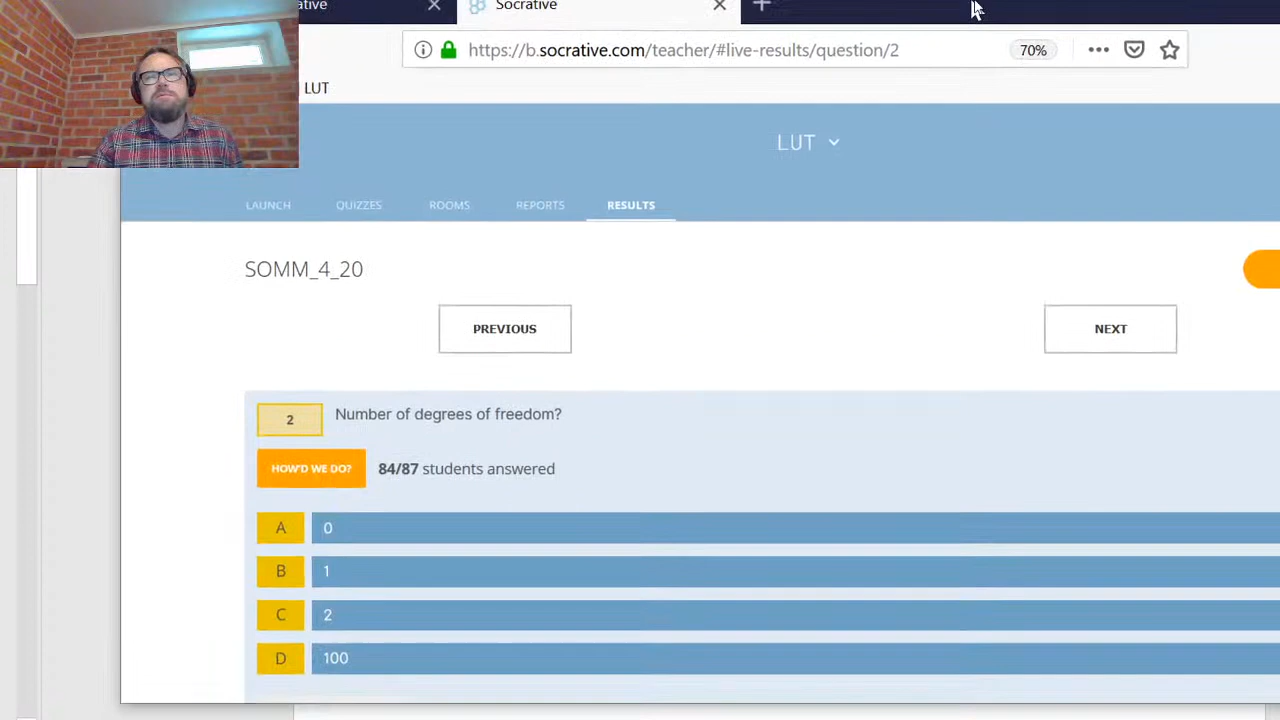 ative
Socrative
https://b.socrative.com/teacher/#live-results/question/2
70%
LUT
LUT
LAUNCH QUIZZES ROOMS REPORTS RESULTS
SOMM_4_20
PREVIOUS
NEXT
2 Number of degrees of freedom?
HOW'D WE DO? 84/87 students answered
A 0
B 1
C 2
D 100